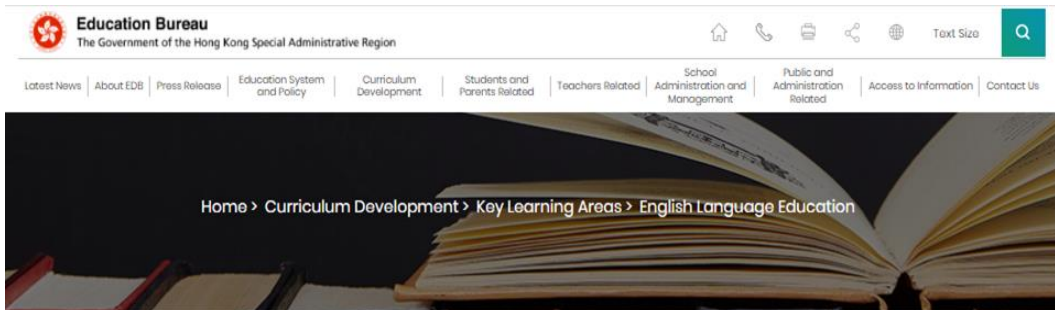 Education Bureau
The Government of the Hong Kong Special Administrative Region
Text Size
Latest News
About EDB
Press Release
Education System
and Policy
Curriculum
Development
Students and
Parents Related
Teachers Related
School
Administration and
Management
Public and
Administration
Related
Access to Information
Contact Us
Home > Curriculum Development > Key Learning Areas > English Language Education